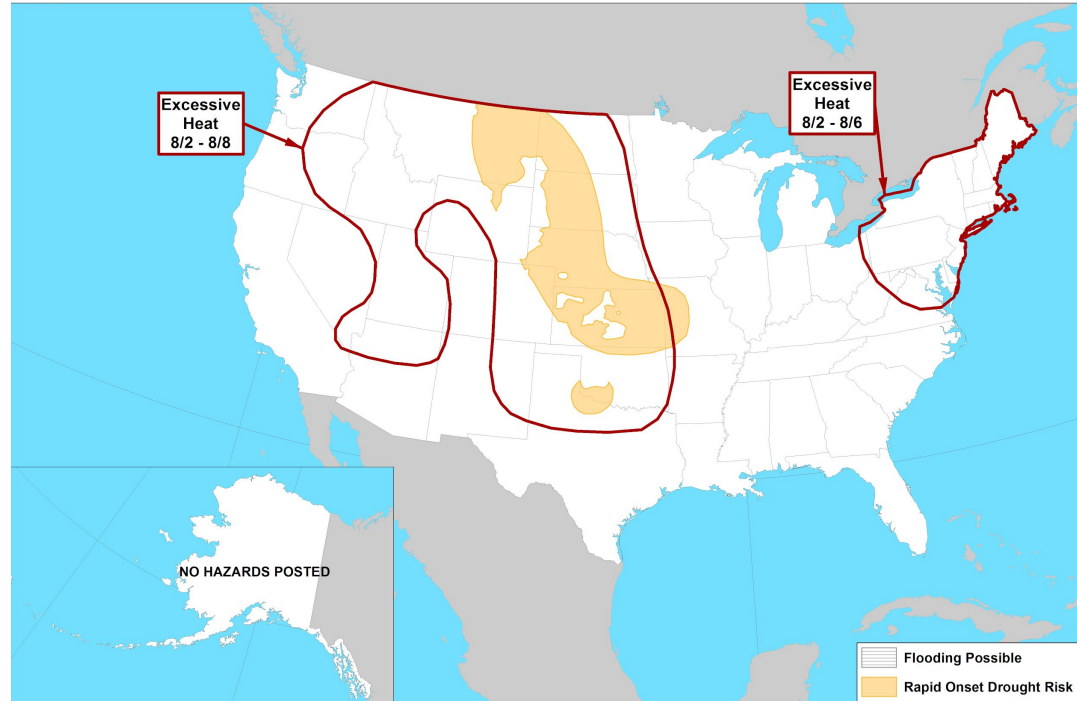 Excessive
Heat
8/2 - 8/8
Excessive
Heat
8/2 - 8/6
NO HAZARDS POSTED
Flooding Possible
Rapid Onset Drought Risk